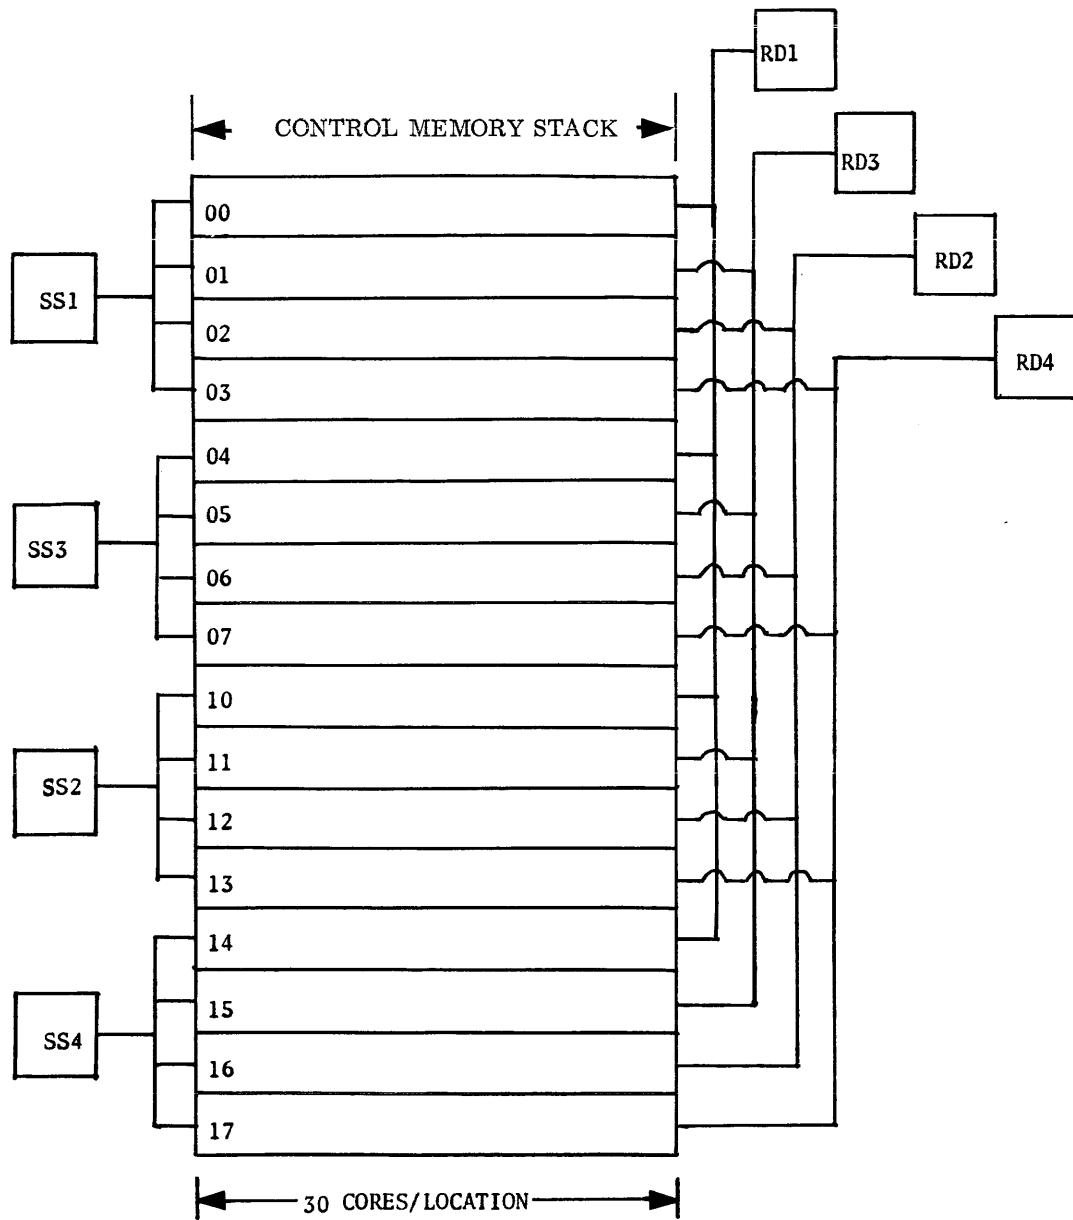 RD1
CONTROL MEMORY STACK
RD3
00
RD2
01
SS1
02
RD4
03
04
05
SS3
06
07
10
11
SS2
12
13
14
15
SS4
16
17
30 CORES/LOCATION